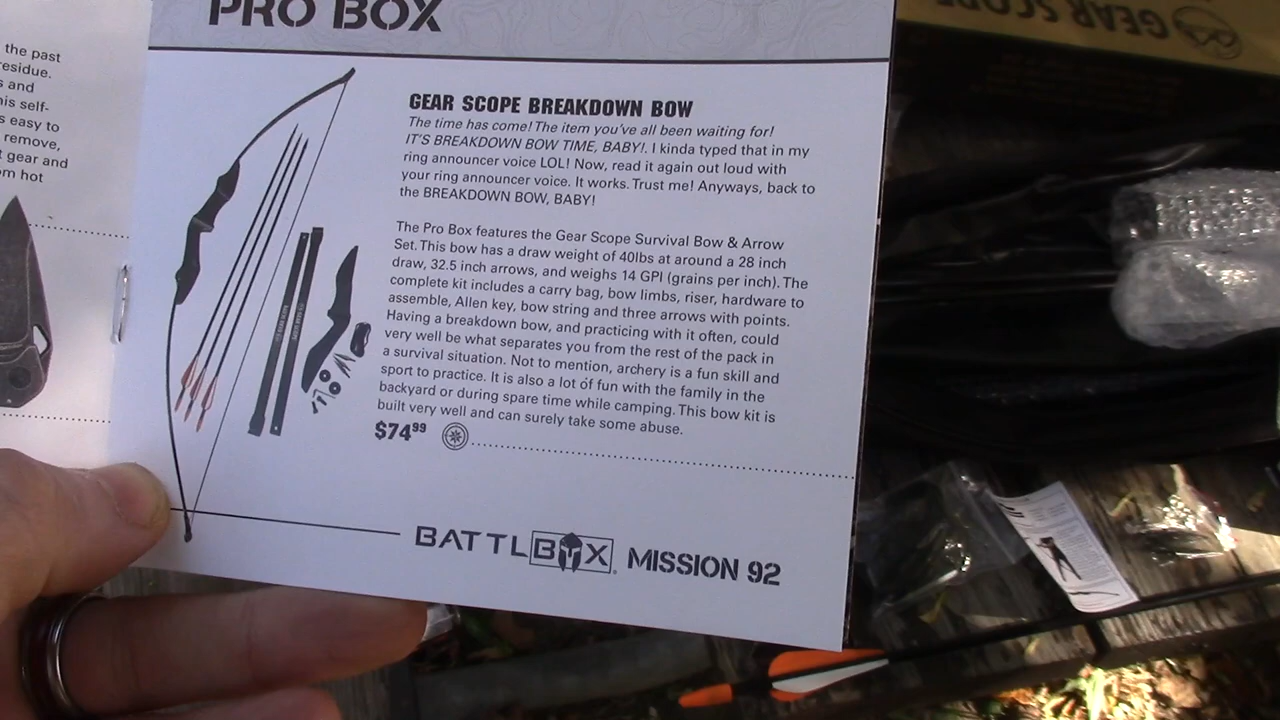 PRO BOX
GEAR SCOPE
the past
residue.
s and
his self-
s easy to
remove,
t gear and
om hot
GEAR SCOPE BREAKDOWN BOW
The time has come! The item you've all been waiting for!
IT'S BREAKDOWN BOW TIME, BABY!. I kinda typed that in my
ring announcer voice LOL! Now, read it again out loud with
your ring announcer voice. It works. Trust me! Anyways, back to
the BREAKDOWN BOW, BABY!
The Pro Box features the Gear Scope Survival Bow & Arrow
Set. This bow has a draw weight of 40lbs at around a 28 inch
draw, 32.5 inch arrows, and weighs 14 GPI (grains per inch). The
complete kit includes a carry bag, bow limbs, riser, hardware to
assemble, Allen key, bow string and three arrows with points.
Having a breakdown bow, and practicing with it often, could
very well be what separates you from the rest of the pack in
a survival situation. Not to mention, archery is a fun skill and
sport to practice. It is also a lot of fun with the family in the
backyard or during spare time while camping. This bow kit is
built very well and can surely take some abuse.
$74.99
BATTLBOX MISSION 92